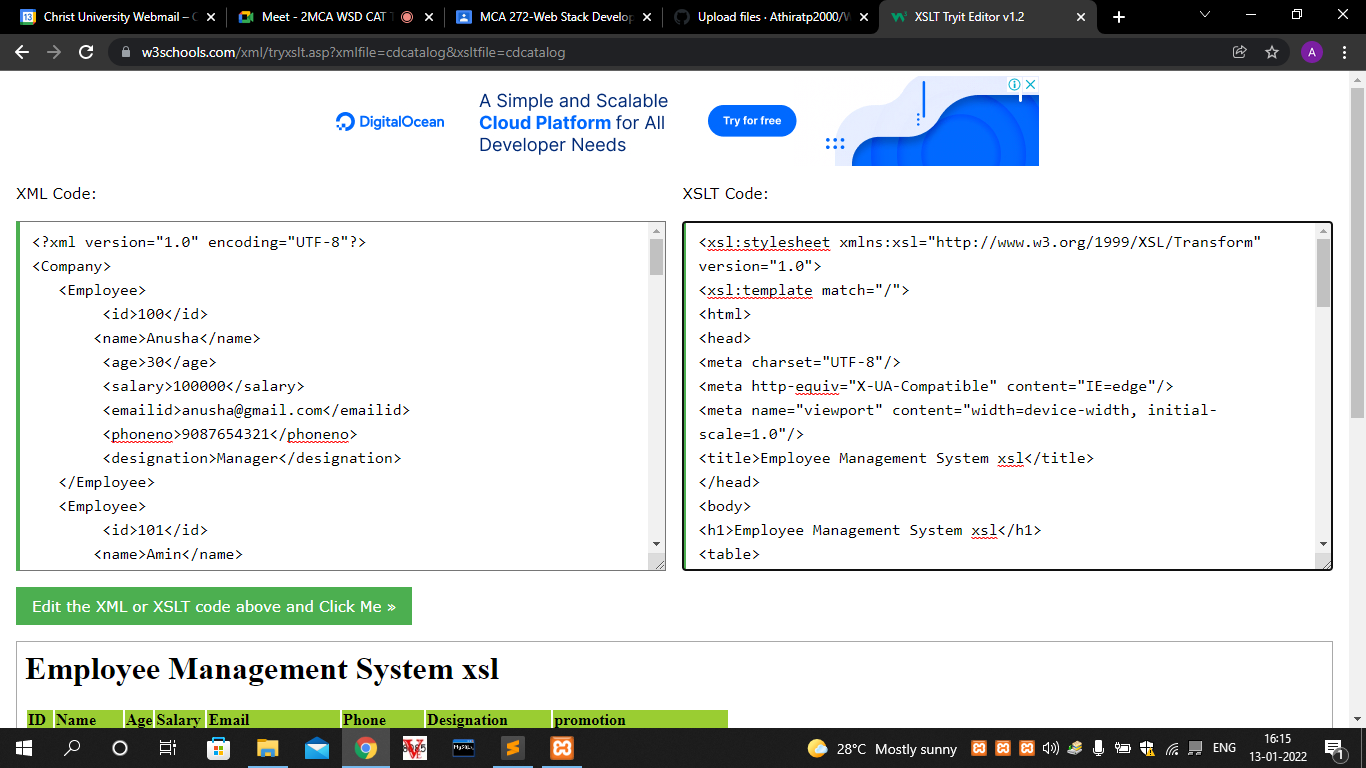 Christ University Webmail – C
Meet - 2MCA WSD CAT
MCA 272-Web Stack Develop
Upload files · Athiratp2000/W
XSLT Tryit Editor v1.2
w3schools.com/xml/tryxslt.asp?xmlfile=cdcatalog&xsltfile=cdcatalog
A
DigitalOcean
A Simple and Scalable
Cloud Platform for All
Developer Needs
Try for free
XML Code:
<?xml version="1.0" encoding="UTF-8"?>
<Company>
<Employee>
<id>100</id>
<name>Anusha</name>
<age>30</age>
<salary>100000</salary>
<emailid>anusha@gmail.com</emailid>
<phoneno>9087654321</phoneno>
<designation>Manager</designation>
</Employee>
<Employee>
<id>101</id>
<name>Amin</name>
XSLT Code:
<xsl:stylesheet xmlns:xsl="http://www.w3.org/1999/XSL/Transform"
version="1.0">
<xsl:template match="/">
<html>
<head>
<meta charset="UTF-8"/>
<meta http-equiv="X-UA-Compatible" content="IE=edge"/>
<meta name="viewport" content="width=device-width, initial-
scale=1.0"/>
<title>Employee Management System xsl</title>
</head>
<body>
<h1>Employee Management System xsl</h1>
<table>
Edit the XML or XSLT code above and Click Me »
Employee Management System xsl
ID Name Age Salary Email Phone Designation promotion
28°C Mostly sunny
ENG
16:15
13-01-2022
1